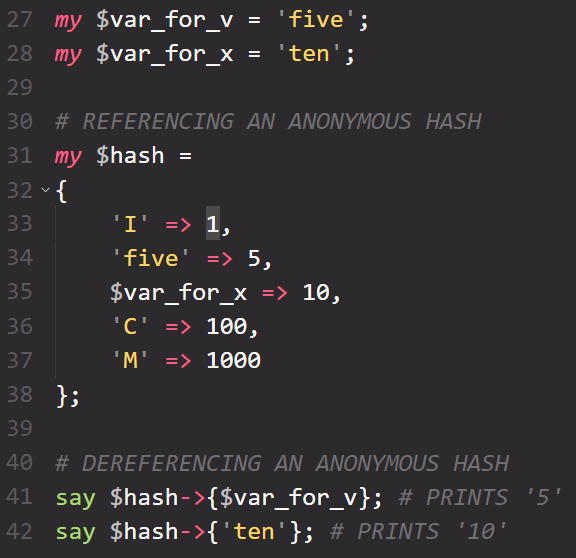 27 my $var_for_v = 'five';
28 my $var_for_x = 'ten';
29
30 # REFERENCING AN ANONYMOUS HASH
31 my $hash =
32 {
33     'I' => 1,
34     'five' => 5,
35     $var_for_x => 10,
36     'C' => 100,
37     'M' => 1000
38 };
39
40 # DEREFERENCING AN ANONYMOUS HASH
41 say $hash->{$var_for_v}; # PRINTS '5'
42 say $hash->{'ten'}; # PRINTS '10'